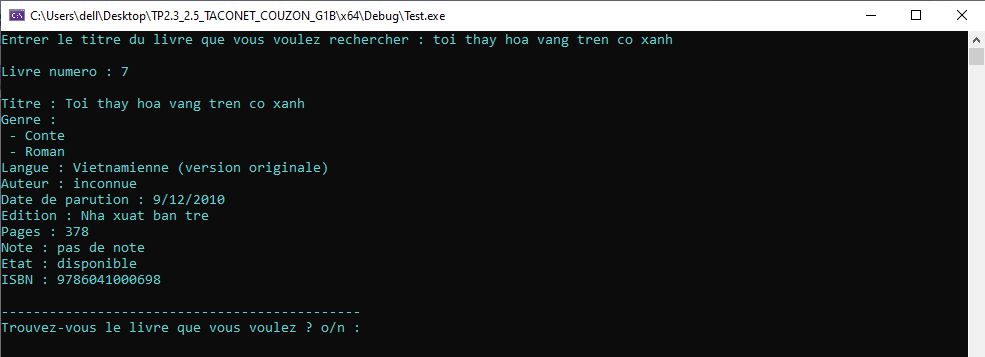 C:\Users\dell\Desktop\TP2.3_2.5_TACONET_COUZON_G1B\x64\Debug\Test.exe
Entrer le titre du livre que vous voulez rechercher : toi thay hoa vang tren co xanh
Livre numero : 7
Titre : Toi thay hoa vang tren co xanh
Genre :
- Conte
- Roman
Langue : Vietnamienne (version originale)
Auteur : inconnue
Date de parution : 9/12/2010
Edition : Nha xuat ban tre
Pages : 378
Note : pas de note
Etat : disponible
ISBN : 9786041000698
---------------------------------------------
Trouvez-vous le livre que vous voulez ? o/n :